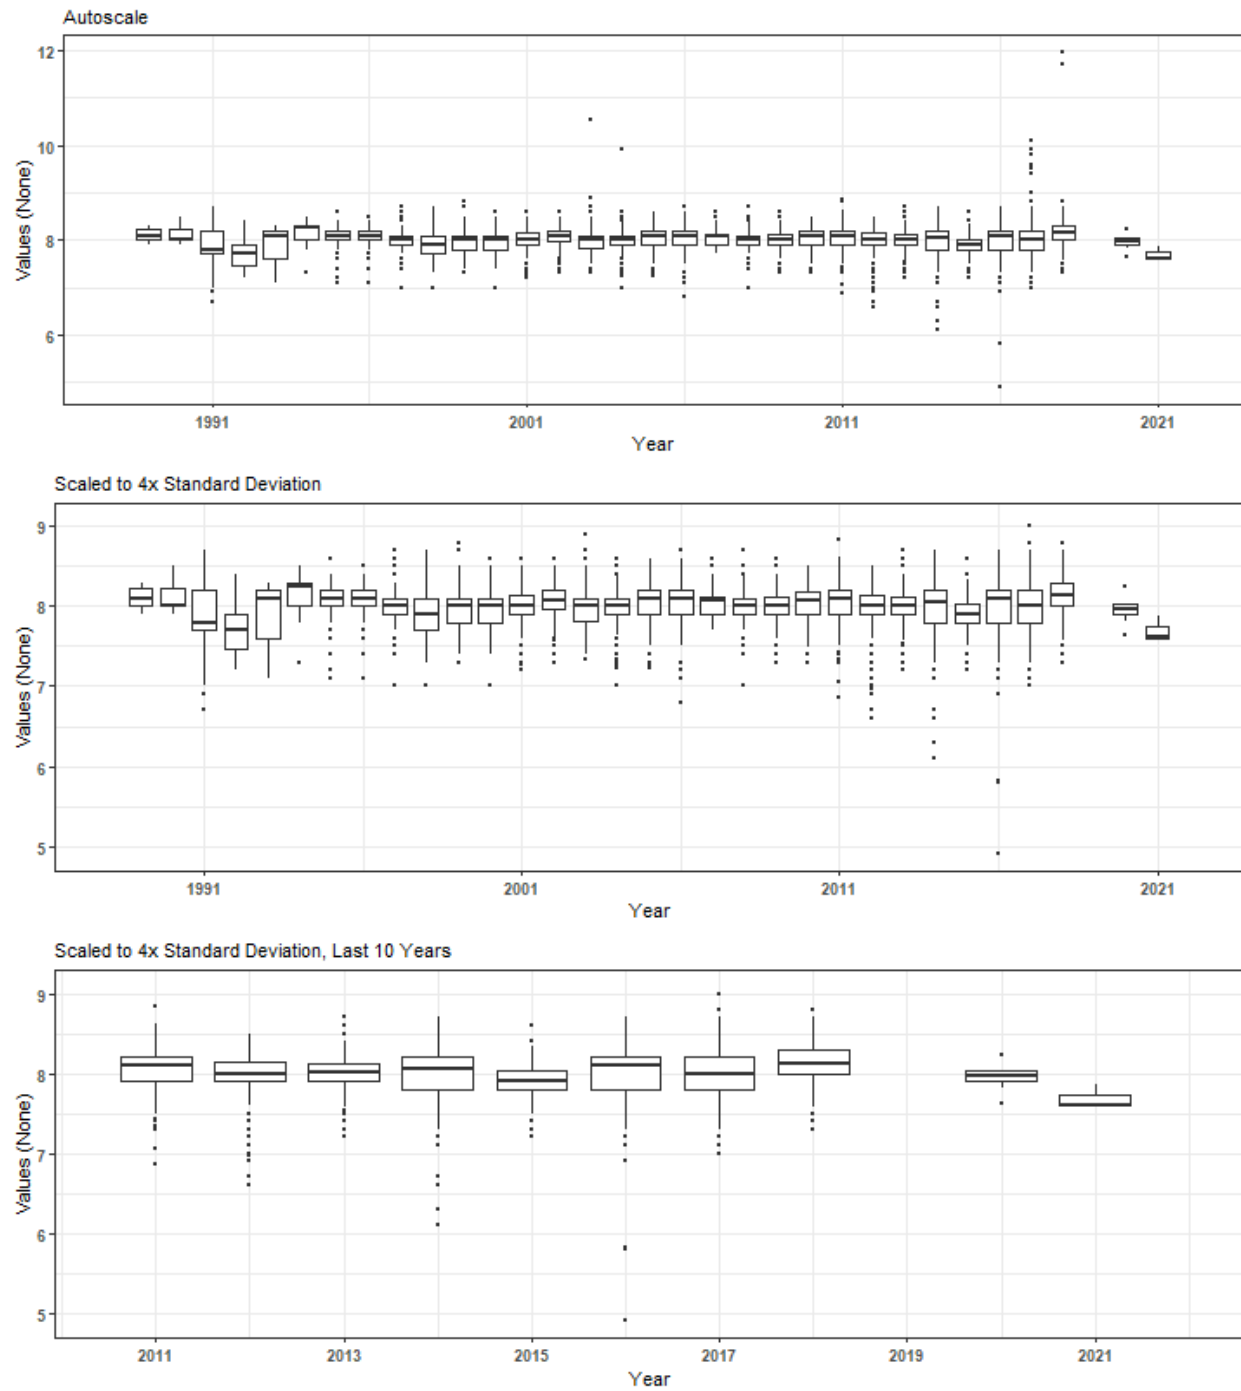 Autoscale
12
10
8
6
Values (None)
1991 2001 2011 2021
Year
Scaled to 4x Standard Deviation
9
8
7
6
5
Values (None)
1991 2001 2011 2021
Year
Scaled to 4x Standard Deviation, Last 10 Years
9
8
7
6
5
Values (None)
2011 2013 2015 2017 2019 2021
Year